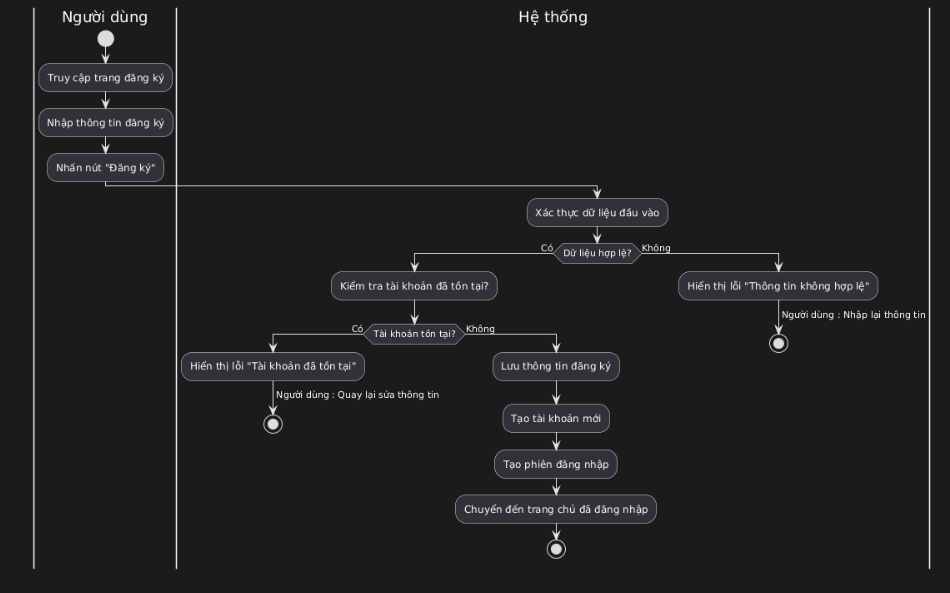 Người dùng
Hệ thống
Truy cập trang đăng ký
Nhập thông tin đăng ký
Nhấn nút "Đăng ký"
Xác thực dữ liệu đầu vào
Có
Dữ liệu hợp lệ?
Không
Kiểm tra tài khoản đã tồn tại?
Hiển thị lỗi "Thông tin không hợp lệ"
Người dùng : Nhập lại thông tin
Có
Tài khoản tồn tại?
Không
Hiển thị lỗi "Tài khoản đã tồn tại"
Lưu thông tin đăng ký
Người dùng : Quay lại sửa thông tin
Tạo tài khoản mới
Tạo phiên đăng nhập
Chuyển đến trang chủ đã đăng nhập